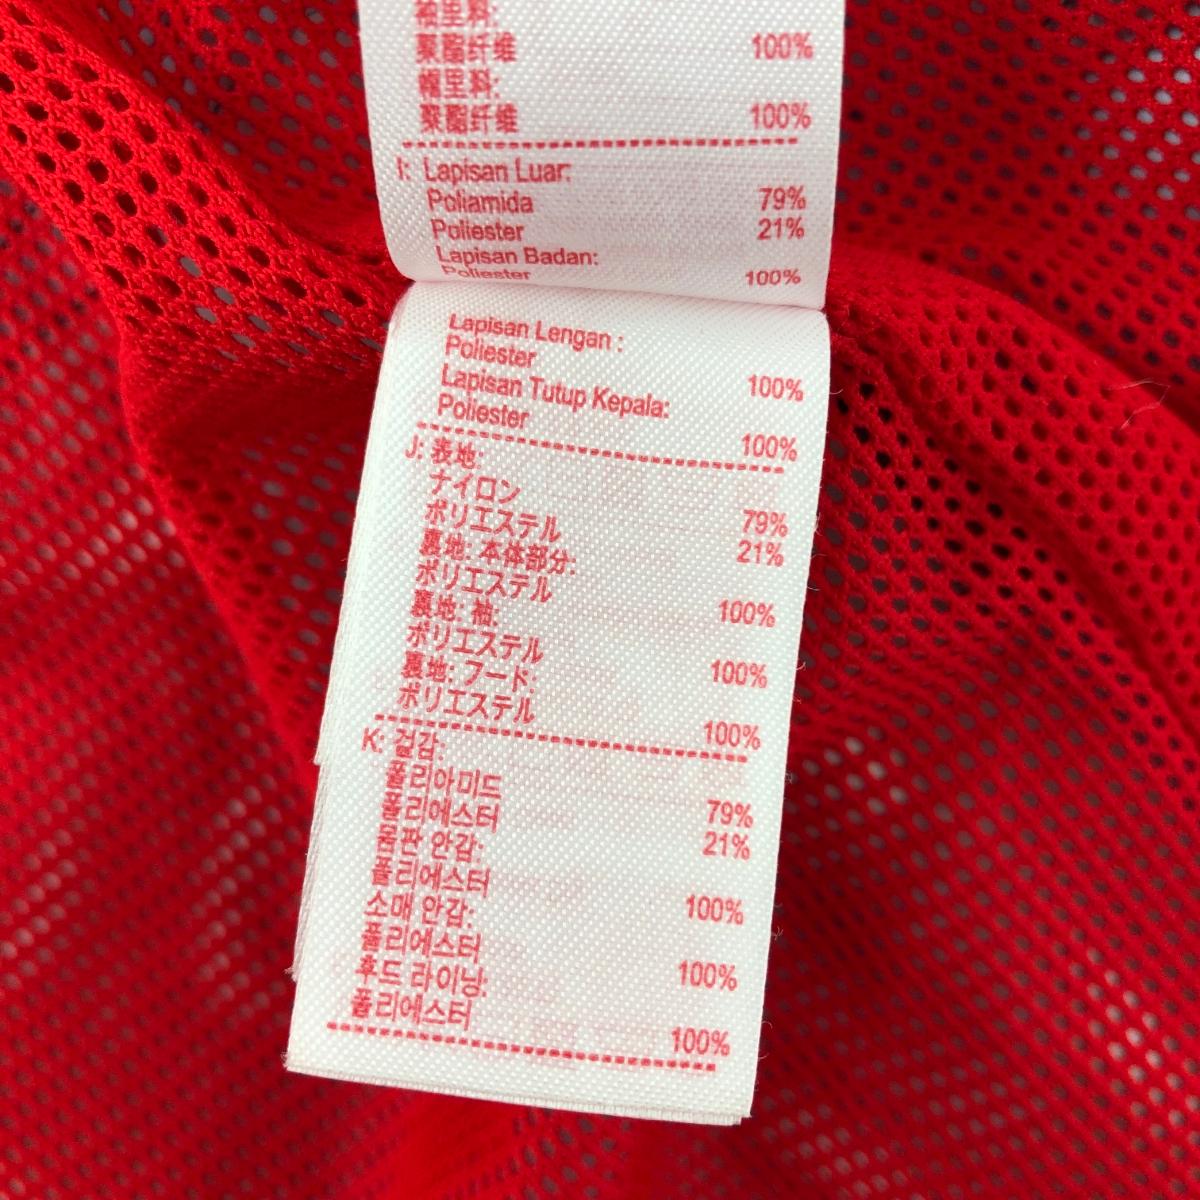 袖里料:
聚酯纤维 100%
帽里料:
聚酯纤维 100%
I: Lapisan Luar:
Poliamida 79%
Poliester 21%
Lapisan Badan:
Poliester 100%
Lapisan Lengan :
Poliester 100%
Lapisan Tutup Kepala:
Poliester 100%
J: 表地:
ナイロン 79%
ポリエステル 21%
裏地: 本体部分:
ポリエステル 100%
裏地: 袖:
ポリエステル 100%
裏地: フード:
ポリエステル 100%
K: 겉감:
폴리아미드 79%
폴리에스터 21%
몸판 안감:
폴리에스터 100%
소매 안감:
폴리에스터 100%
후드 라이닝:
폴리에스터 100%